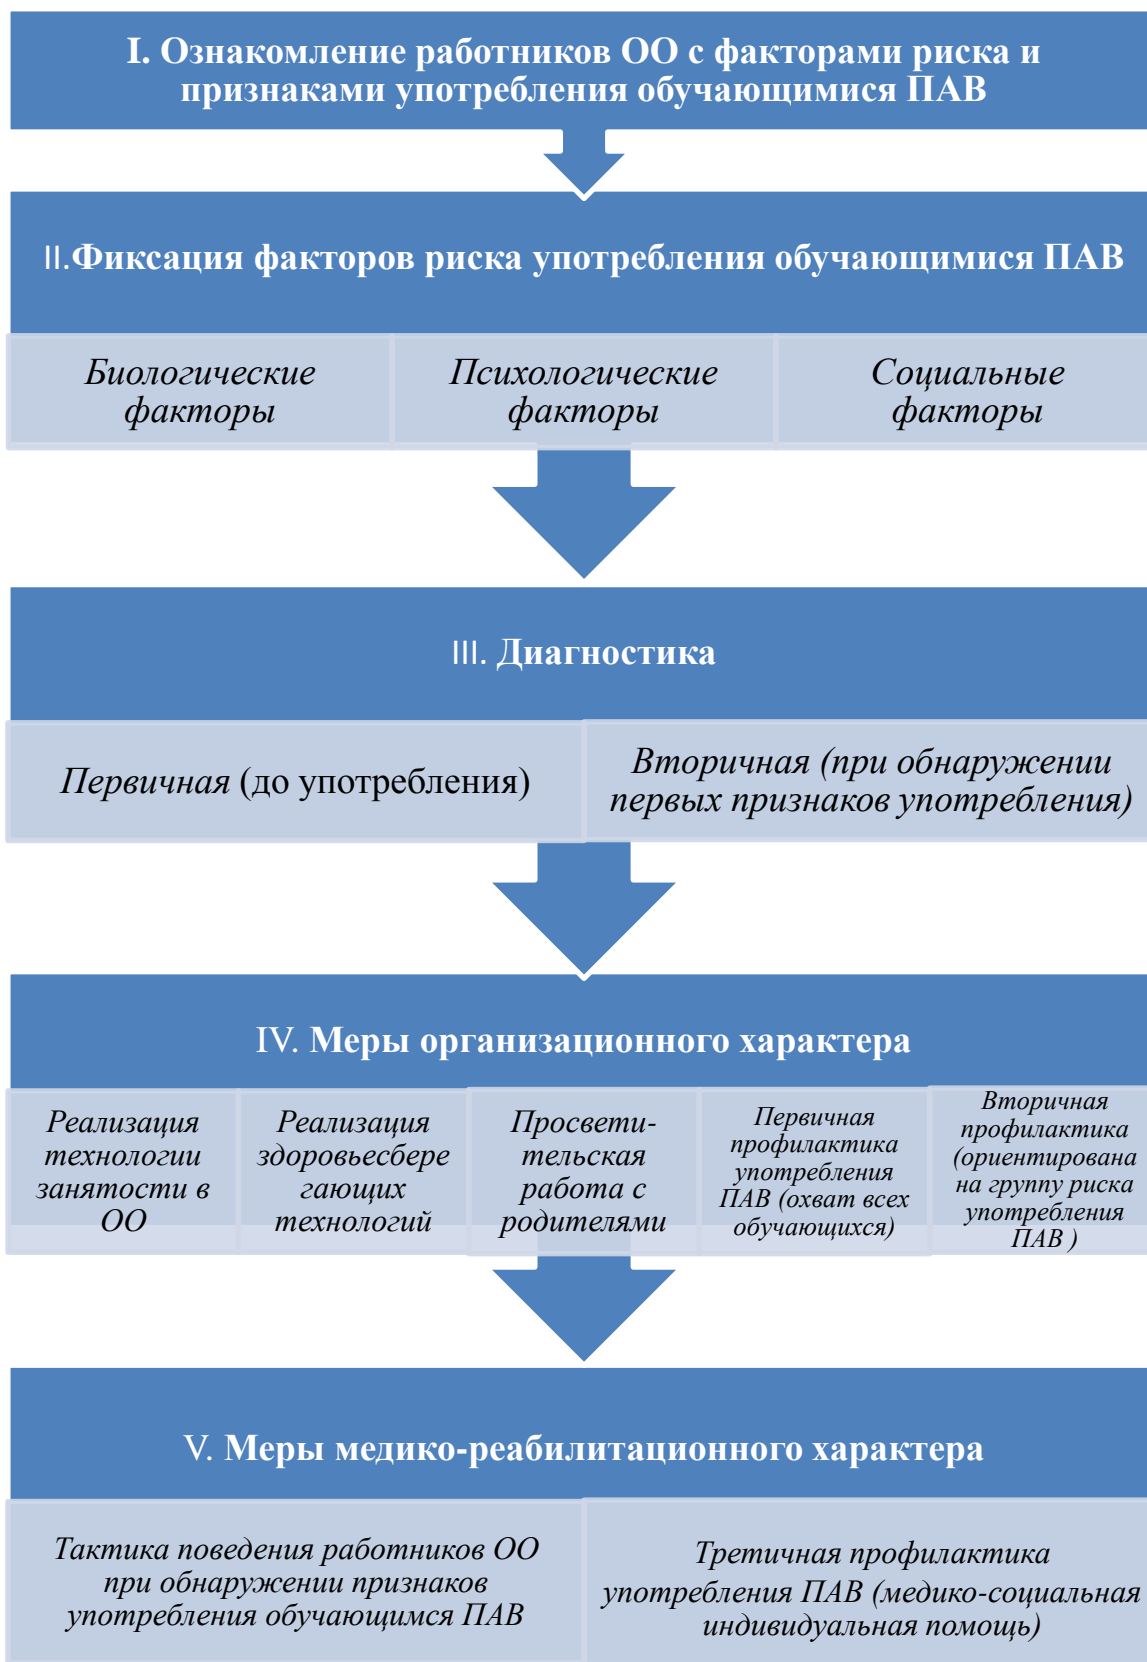 I. Ознакомление работников ОО с факторами риска и
признаками употребления обучающимися ПАВ
II.Фиксация факторов риска употребления обучающимися ПАВ
Биологические
факторы
Психологические
факторы
Социальные
факторы
III. Диагностика
Первичная (до употребления)
Вторичная (при обнаружении
первых признаков употребления)
IV. Меры организационного характера
Реализация
технологии
занятости в
ОО
Реализация
здоровьесбере
гающих
технологий
Просвети-
тельская
работа с
родителями
Первичная
профилактика
употребления
ПАВ (охват всех
обучающихся)
Вторичная
профилактика
(ориентирована
на группу риска
употребления
ПАВ )
V. Меры медико-реабилитационного характера
Тактика поведения работников ОО
при обнаружении признаков
употребления обучающимся ПАВ
Третичная профилактика
употребления ПАВ (медико-социальная
индивидуальная помощь)